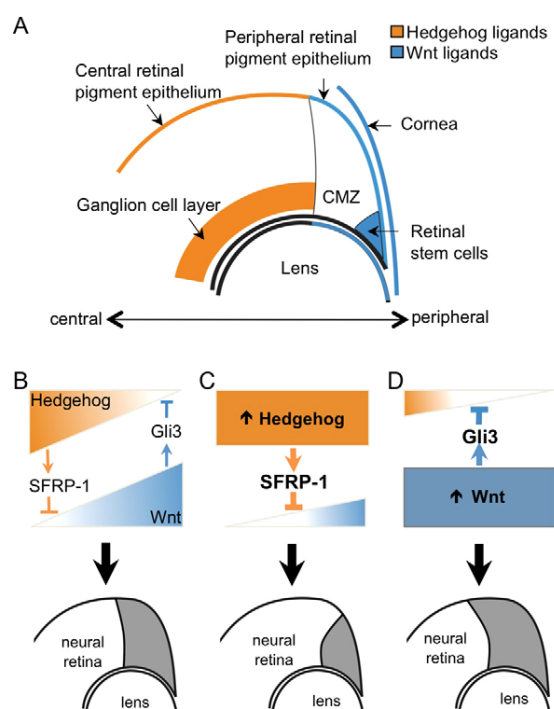 A
Hedgehog ligands
Wnt ligands
Peripheral retinal
pigment epithelium
Central retinal
pigment epithelium
Cornea
Ganglion cell layer
CMZ
Retinal
stem cells
Lens
central
peripheral
B
Hedgehog
Gli3
SFRP-1
Wnt
neural
retina
lens
C
Hedgehog
SFRP-1
neural
retina
lens
D
Gli3
Wnt
neural
retina
lens